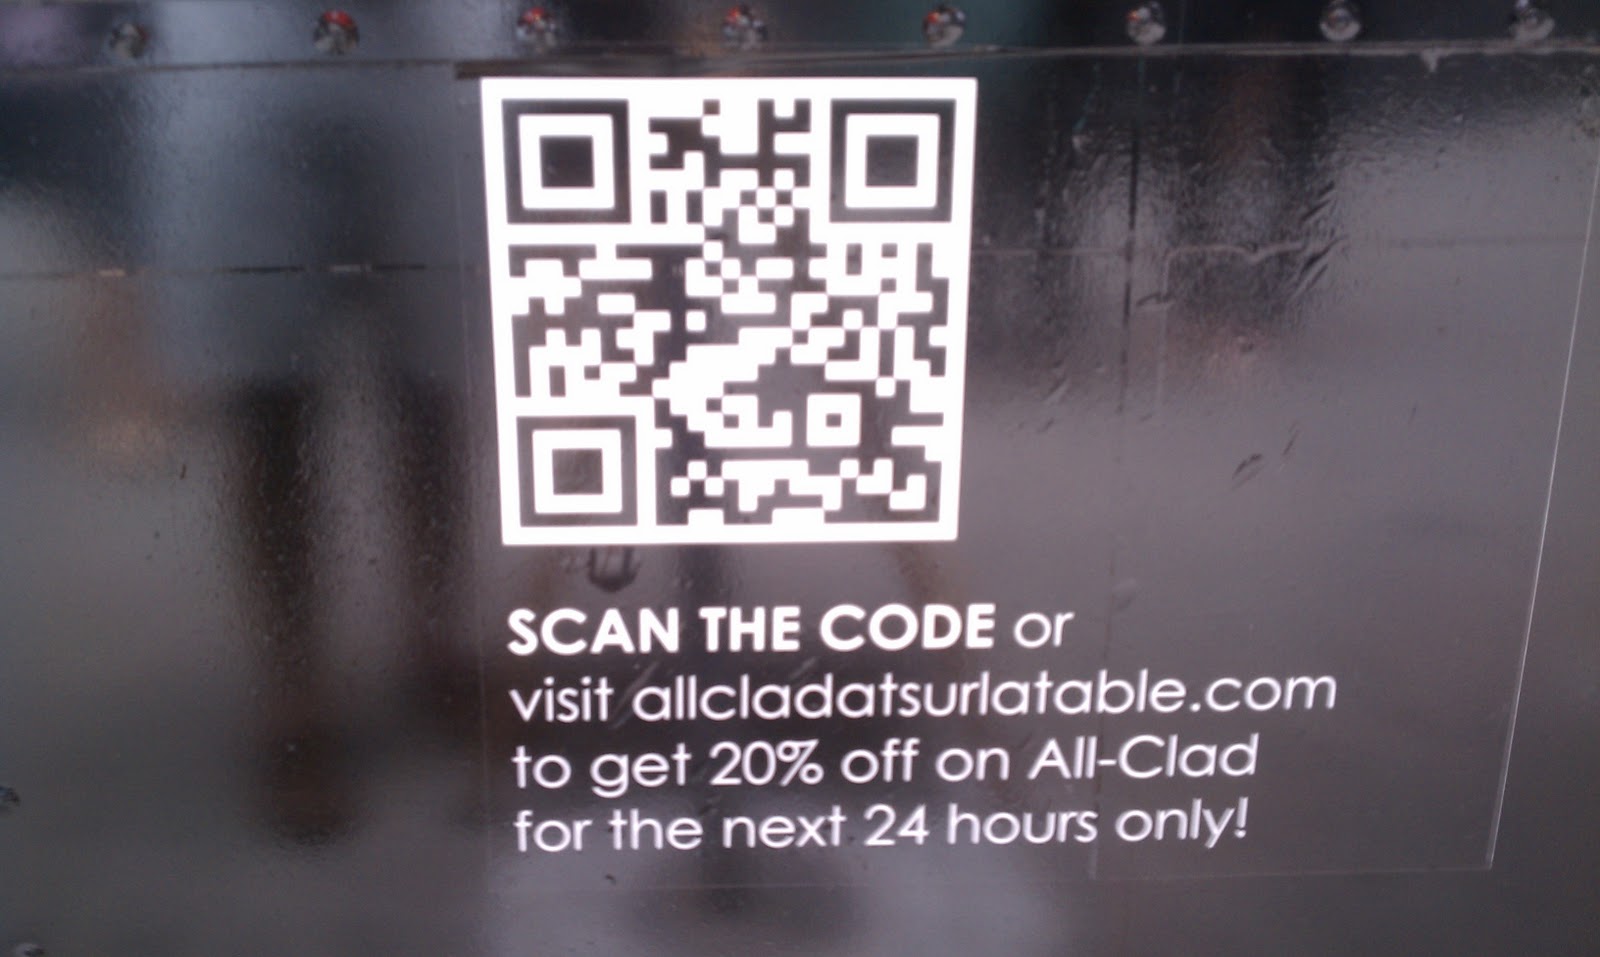 SCAN THE CODE or
visit allcladatsurlatable.com
to get 20% off on All-Clad
for the next 24 hours only!